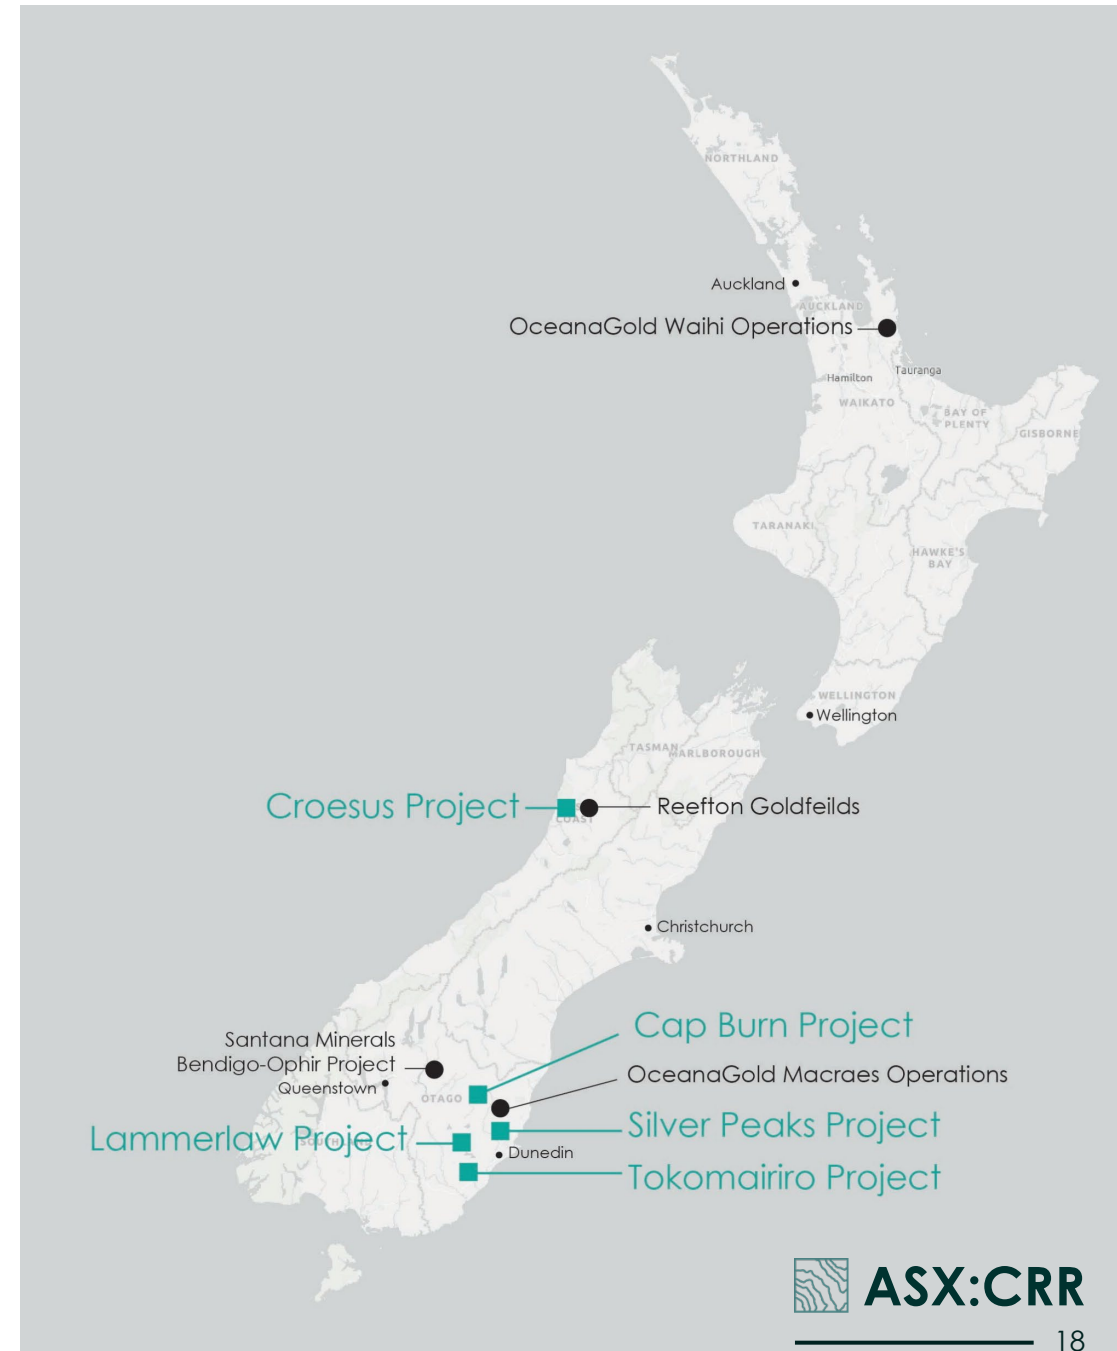 NORTHLAND
Auckland
AUCKLAND
OceanaGold Waihi Operations
Tauranga
Hamilton
WAIKATO
BAY OF
PLENTY
GISBORNE
TARANAKI
HAWKE'S
BAY
WELLINGTON
Wellington
TASMAN
MARLBOROUGH
Croesus Project
Reefton Goldfeilds
COAST
Christchurch
Cap Burn Project
Santana Minerals
Bendigo-Ophir Project
OceanaGold Macraes Operations
Queenstown
OTAGO
Silver Peaks Project
Lammerlaw Project
Dunedin
Tokomairiro Project
ASX:CRR
18